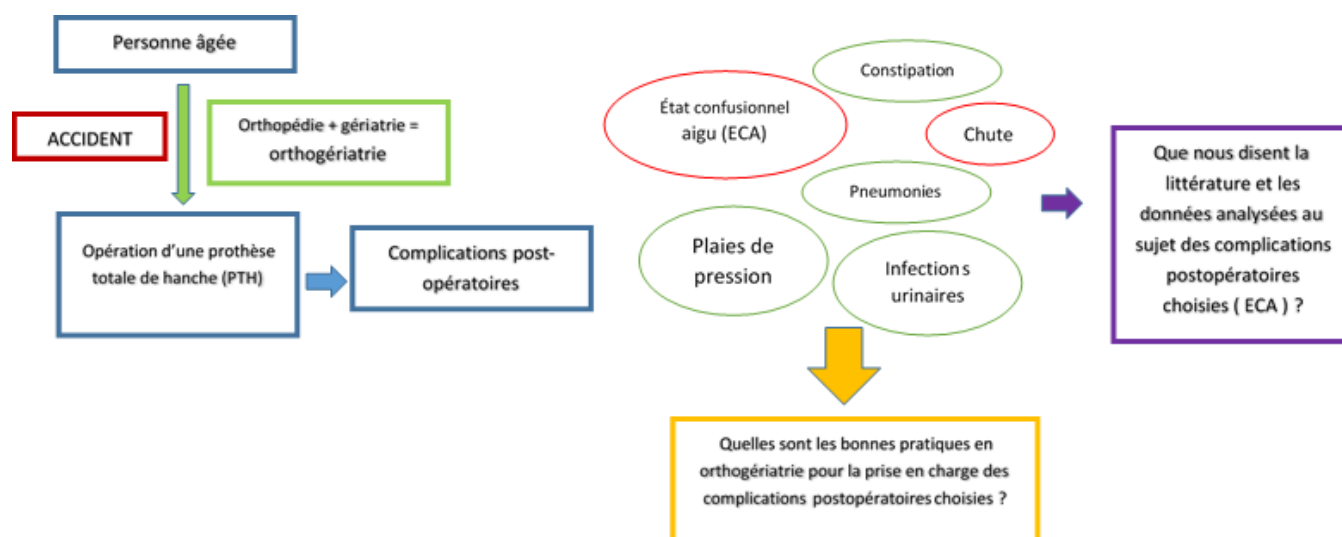 Personne âgée
ACCIDENT
Orthopédie + gériatrie =
orthogériatrie
Opération d'une prothèse
totale de hanche (PTH)
Complications post-
opératoires
Constipation
État confusionnel
aigu (ECA)
Chute
Pneumonies
Plaies de
pression
Infection s
urinaires
Que nous disent la
littérature et les
données analysées au
sujet des complications
postopératoires
choisies ( ECA ) ?
Quelles sont les bonnes pratiques en
orthogériatrie pour la prise en charge des
complications postopératoires choisies ?